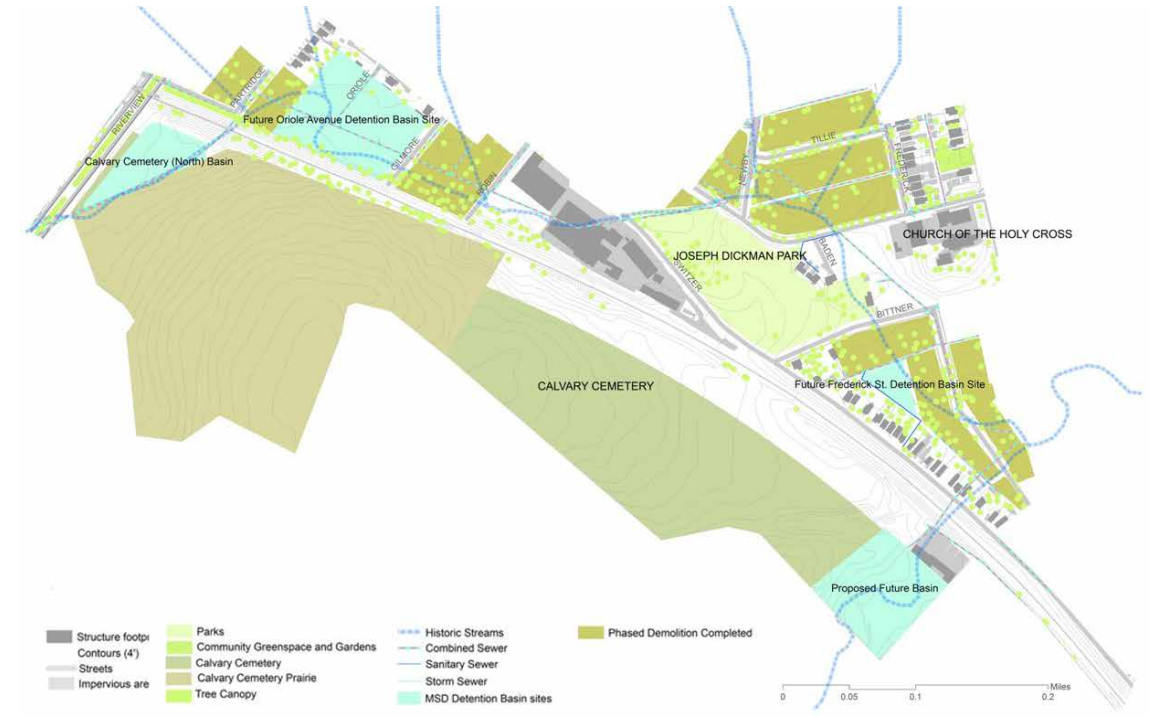 PARTRIDGE
ORIOLE
RIVERVIEW
Future Oriole Avenue Detention Basin Site
GILMORE
Calvary Cemetery (North) Basin
ROBIN
TILLIE
NEWBY
FREDERICK
CHURCH OF THE HOLY CROSS
JOSEPH DICKMAN PARK
BADEN
SWITZER
BITTNER
CALVARY CEMETERY
Future Frederick St. Detention Basin Site
Proposed Future Basin
Structure footpr
Contours (4')
Streets
Impervious are
Parks
Community Greenspace and Gardens
Calvary Cemetery
Calvary Cemetery Prairie
Tree Canopy
Historic Streams
Combined Sewer
Sanitary Sewer
Storm Sewer
MSD Detention Basin sites
Phased Demolition Completed
Miles
0 0.05 0.1 0.2